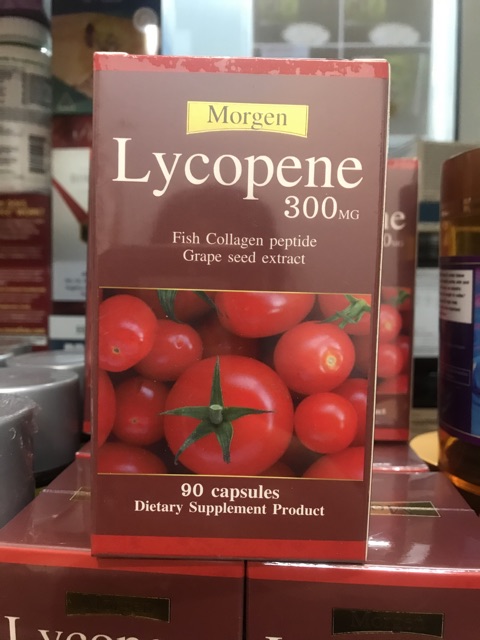 Morgen
Lycopene
300MG
Fish Collagen peptide
Grape seed extract
90 capsules
Dietary Supplement Product